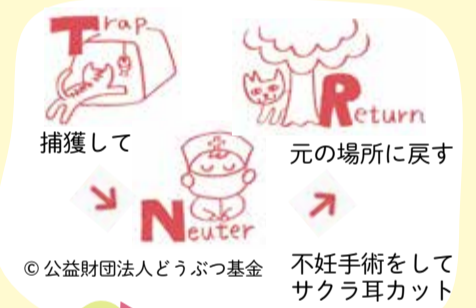 Trap
捕獲して
Return
元の場所に戻す
Neuter
不妊手術をして
サクラ耳カット
© 公益財団法人どうぶつ基金